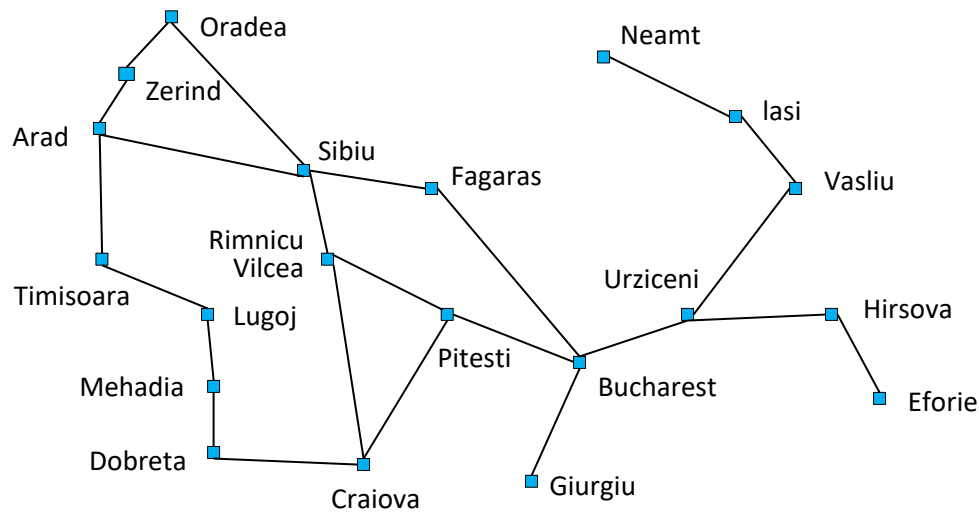 Oradea
Neamt
Zerind
Iasi
Arad
Sibiu
Fagaras
Vasliu
Rimnicu
Vilcea
Urziceni
Hirsova
Timisoara
Lugoj
Pitesti
Mehadia
Bucharest
Eforie
Dobreta
Craiova
Giurgiu